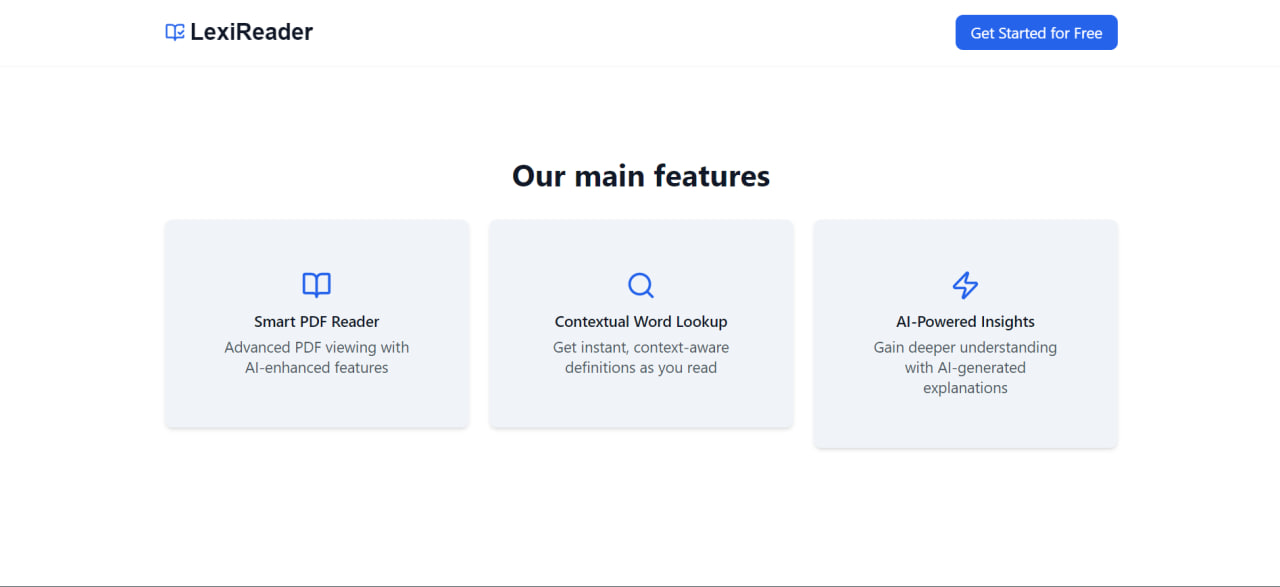 LexiReader
Get Started for Free
Our main features
Smart PDF Reader
Advanced PDF viewing with
AI-enhanced features
Contextual Word Lookup
Get instant, context-aware
definitions as you read
AI-Powered Insights
Gain deeper understanding
with AI-generated
explanations